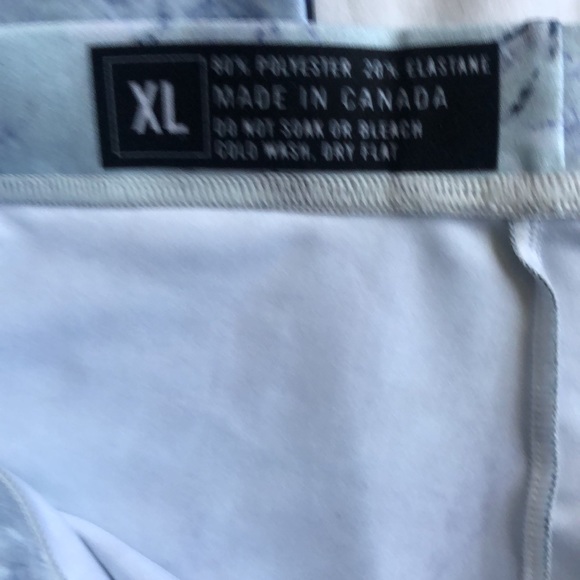 XL
80% POLYESTER 20% ELASTANE
MADE IN CANADA
DO NOT SOAK OR BLEACH
COLD WASH. DRY FLAT